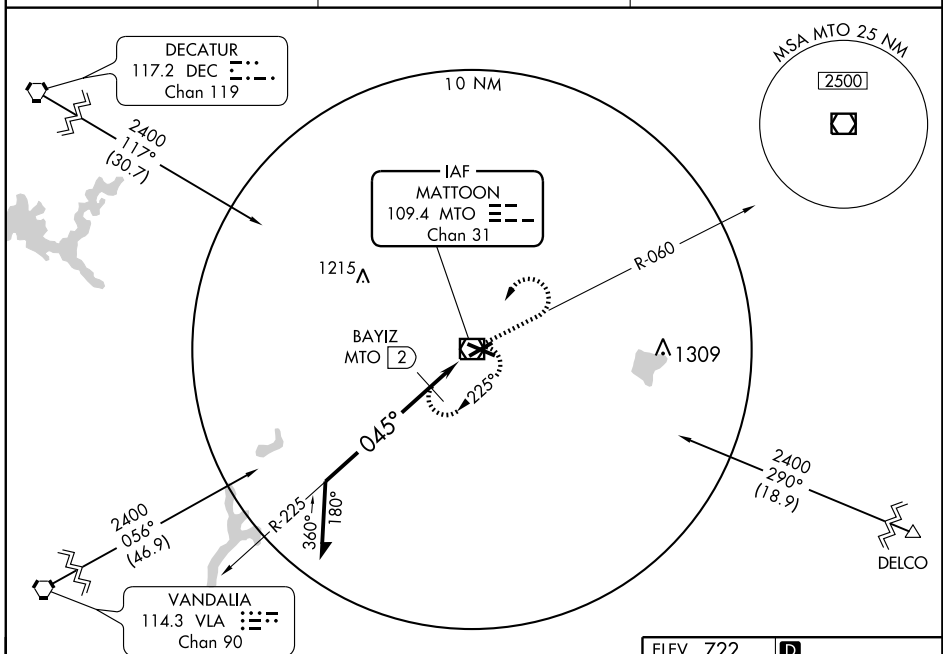 DECATUR
117.2 DEC
Chan 119
2400
117°
(30.7)
10 NM
MSA MTO 25 NM
2500
IAF
MATTOON
109.4 MTO
Chan 31
R-060
1215
BAYIZ
MTO 2
1309
225°
045°
R-225
360°
180°
2400
056°
(46.9)
2400
290°
(18.9)
DELCO
VANDALIA
114.3 VLA
Chan 90
ELEV 722
D